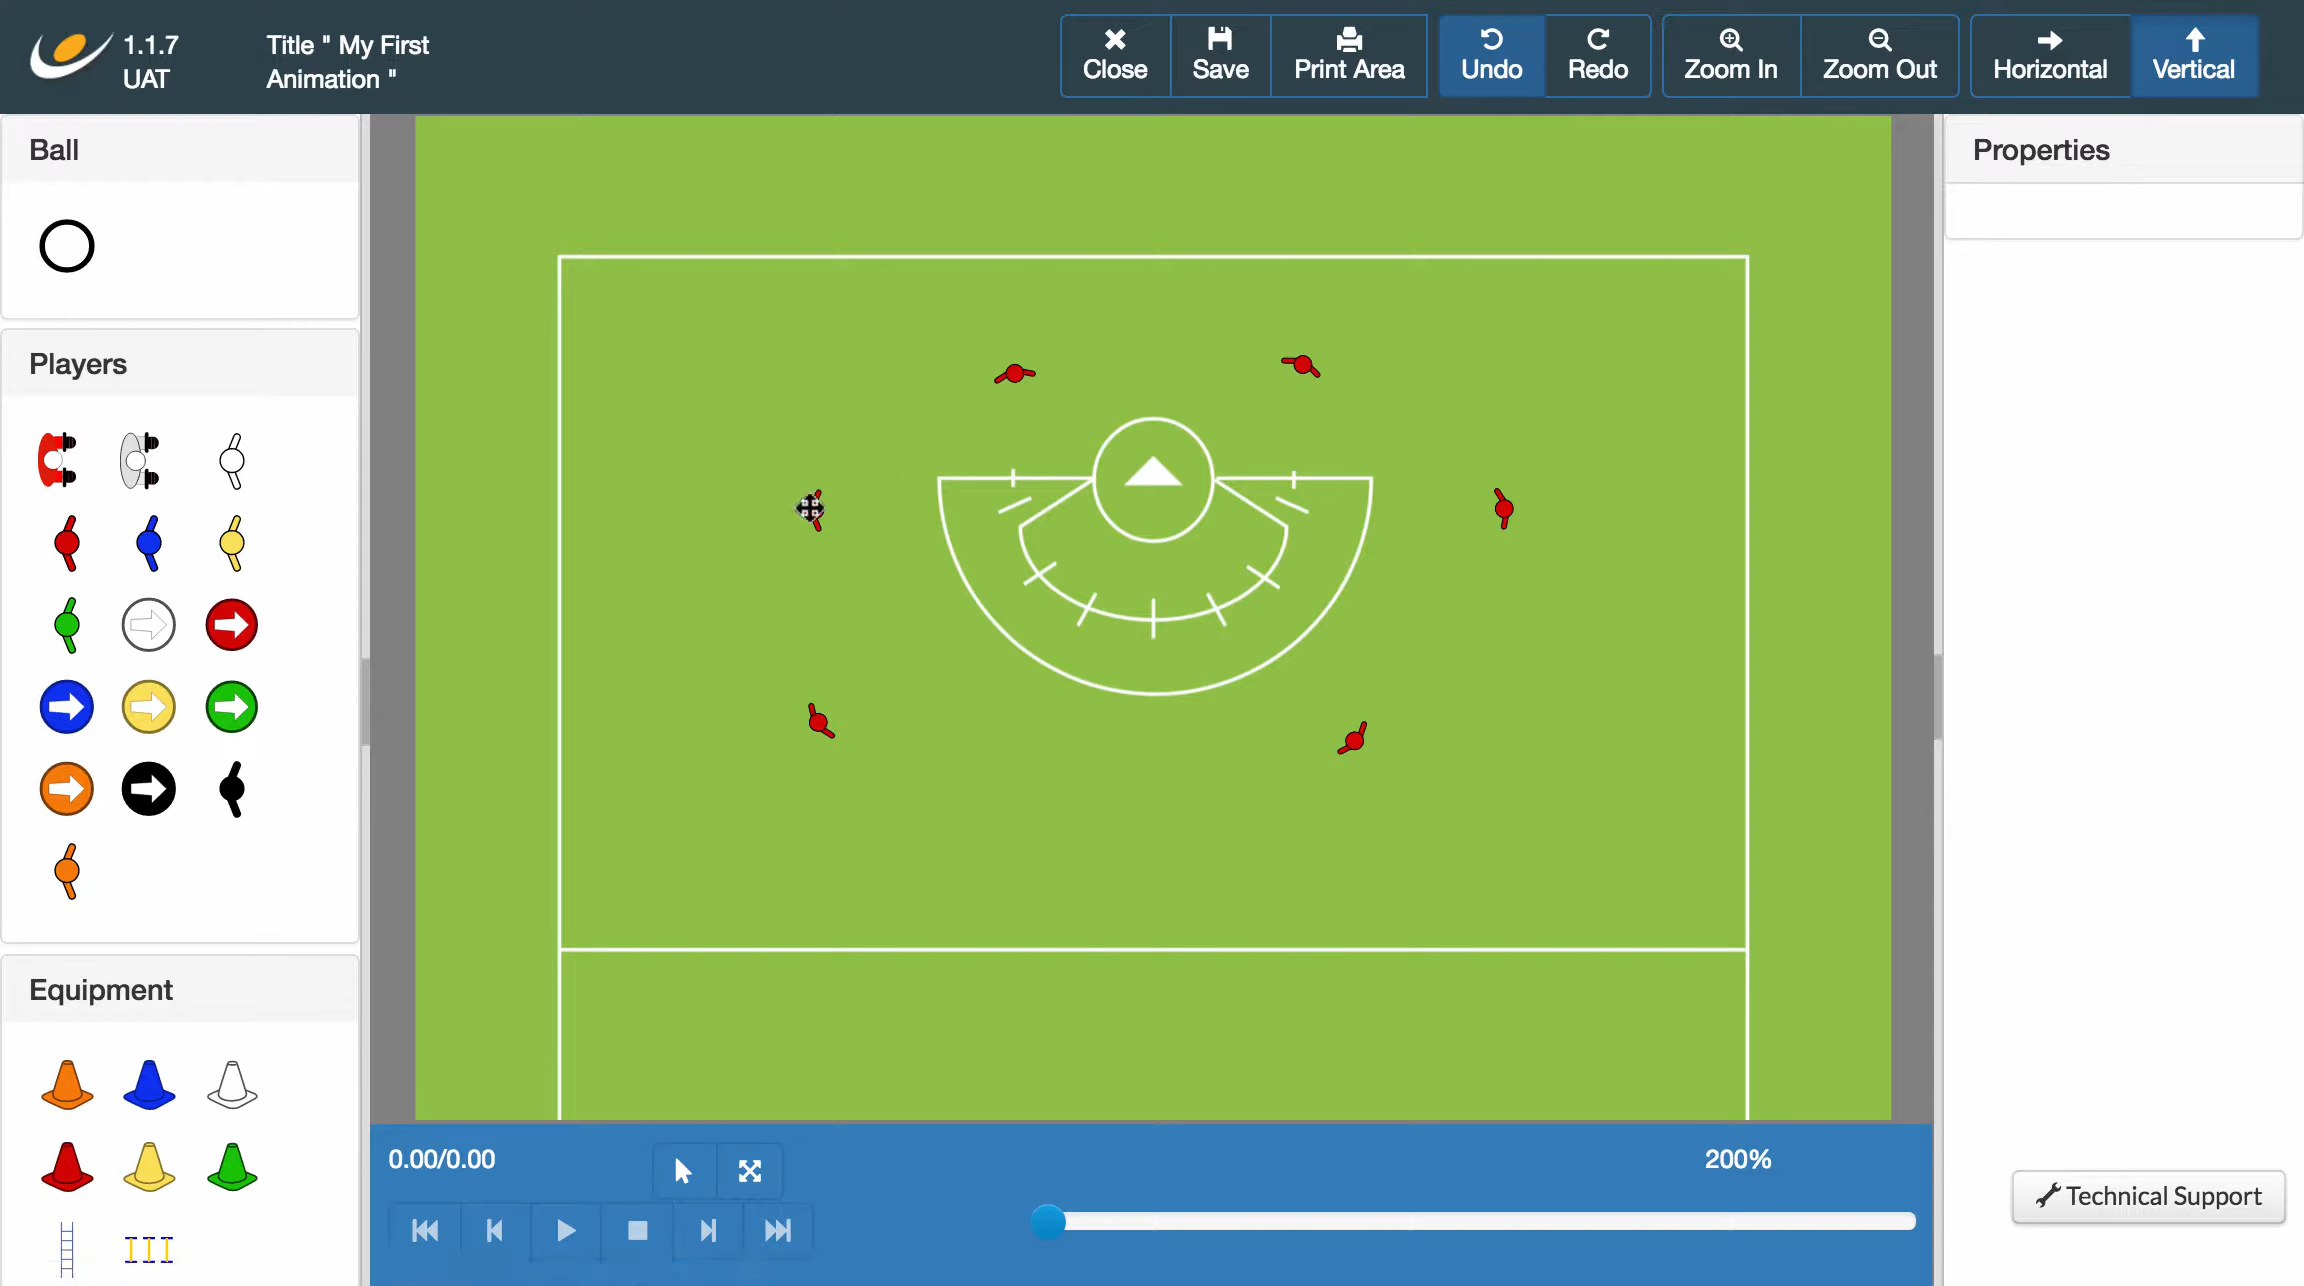 1.1.7
UAT
Title " My First
Animation "
Close
Save
Print Area
Undo
Redo
Zoom In
Zoom Out
Horizontal
Vertical
Ball
Properties
Players
Equipment
0.00/0.00
200%
Technical Support